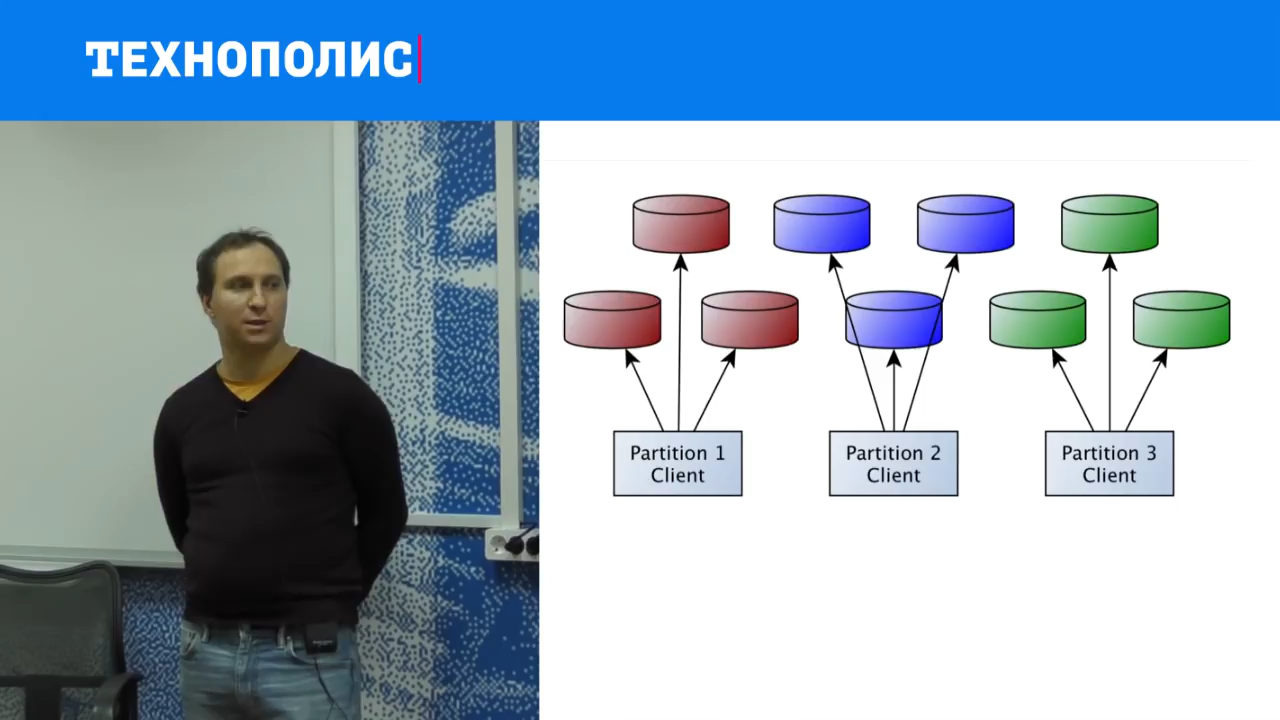 ТЕХНОПОЛИС
Partition 1
Client
Partition 2
Client
Partition 3
Client